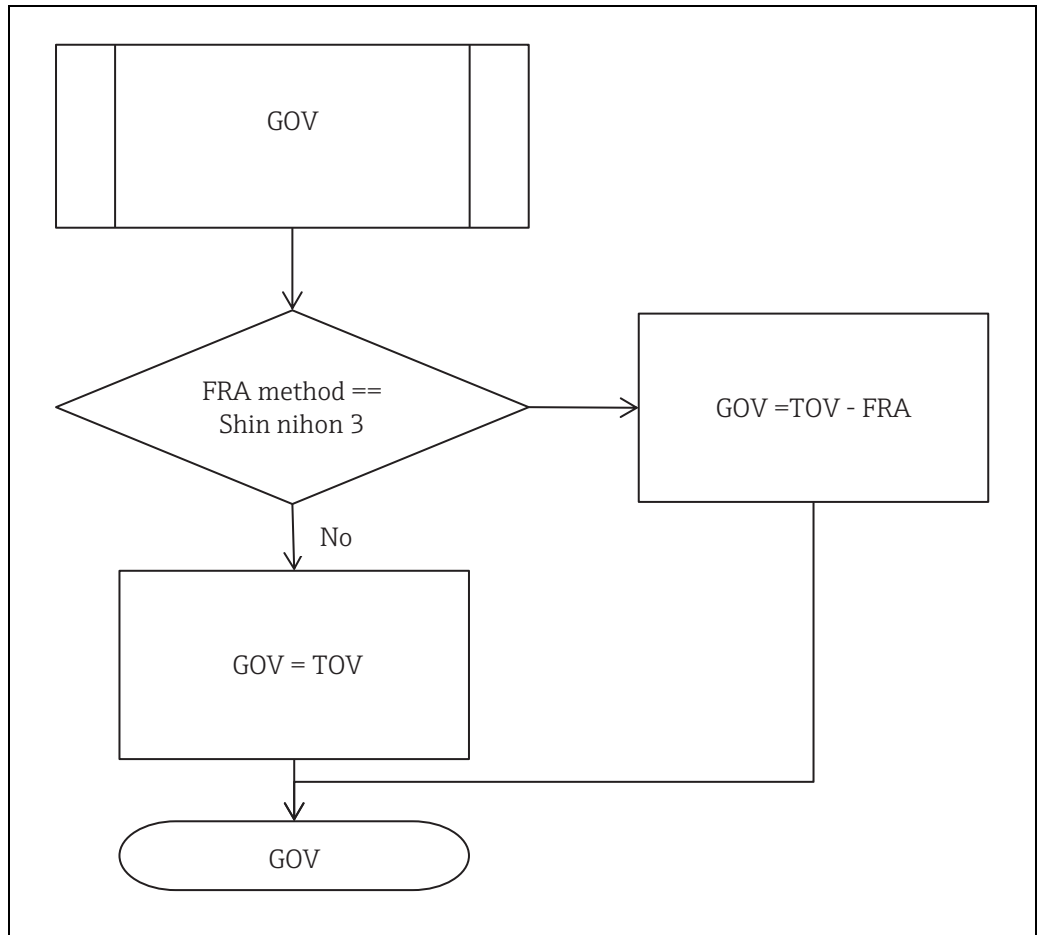 GOV
FRA method ==
Shin nihon 3
GOV =TOV - FRA
No
GOV = TOV
GOV